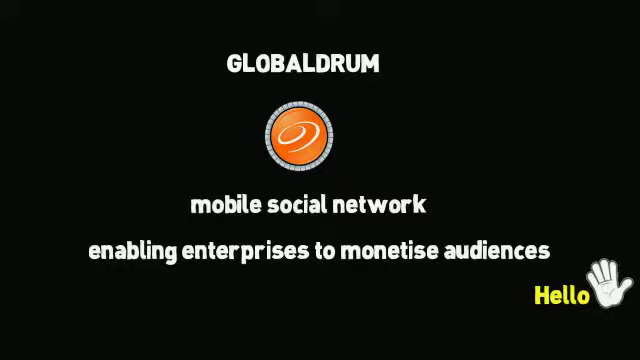 GLOBALDRUM
mobile social network
enabling enterprises to monetise audiences
Hello